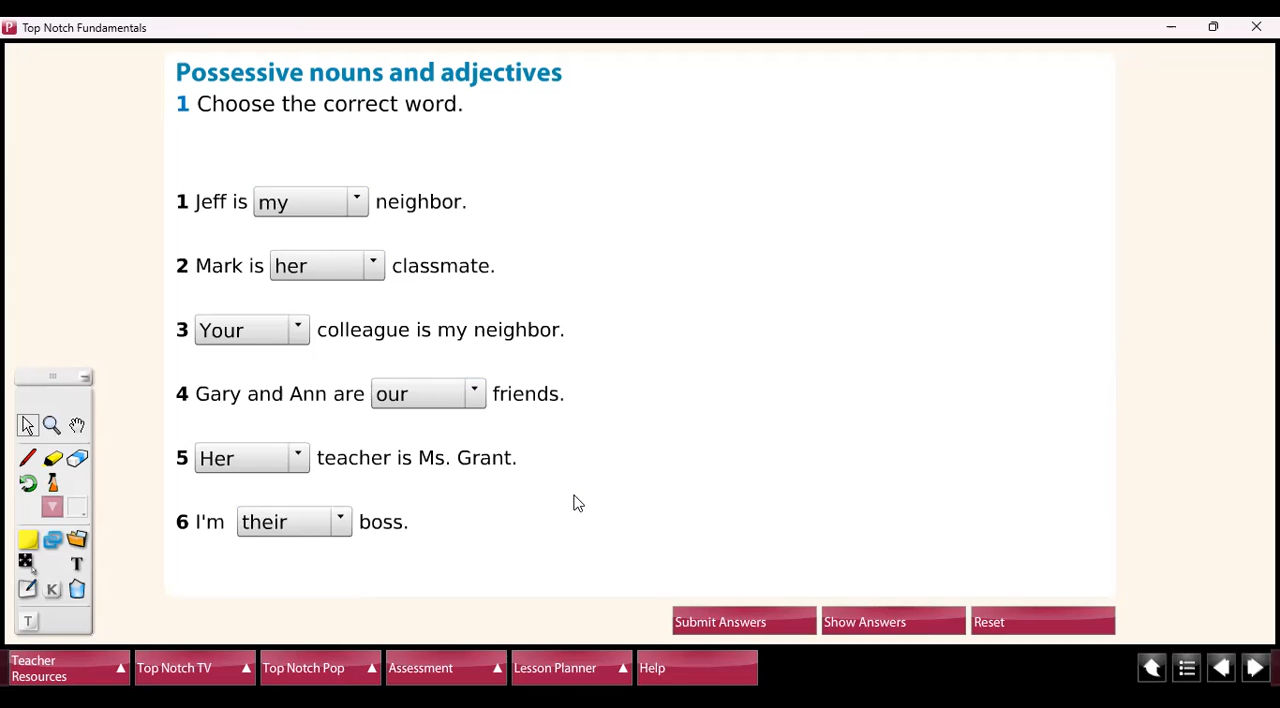 Top Notch Fundamentals
Possessive nouns and adjectives
1 Choose the correct word.
1 Jeff is my neighbor.
2 Mark is her classmate.
3 Your colleague is my neighbor.
4 Gary and Ann are our friends.
5 Her teacher is Ms. Grant.
6 I'm their boss.
T
K
T
Submit Answers Show Answers Reset
Teacher Resources Top Notch TV Top Notch Pop Assessment Lesson Planner Help